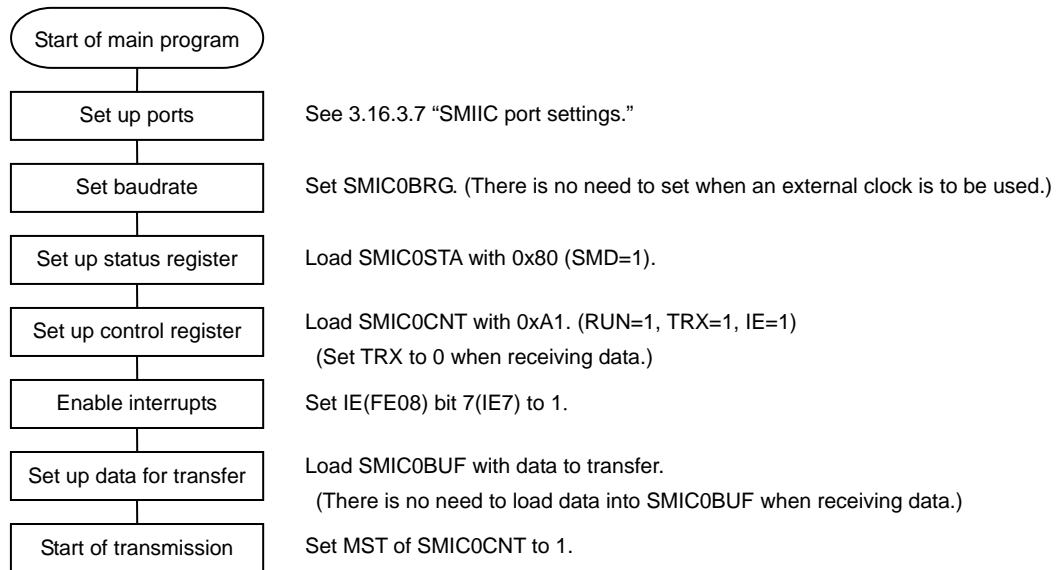 Start of main program
Set up ports
See 3.16.3.7 “SMIIC port settings.”
Set baudrate
Set SMIC0BRG. (There is no need to set when an external clock is to be used.)
Set up status register
Load SMIC0STA with 0x80 (SMD=1).
Set up control register
Load SMIC0CNT with 0xA1. (RUN=1, TRX=1, IE=1)
(Set TRX to 0 when receiving data.)
Enable interrupts
Set IE(FE08) bit 7(IE7) to 1.
Set up data for transfer
Load SMIC0BUF with data to transfer.
(There is no need to load data into SMIC0BUF when receiving data.)
Start of transmission
Set MST of SMIC0CNT to 1.